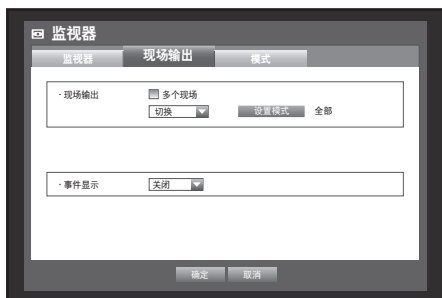 监视器
监视器 现场输出 模式
·现场输出 多个现场
切换 设置模式 全部
·事件显示 关闭
确定 取消